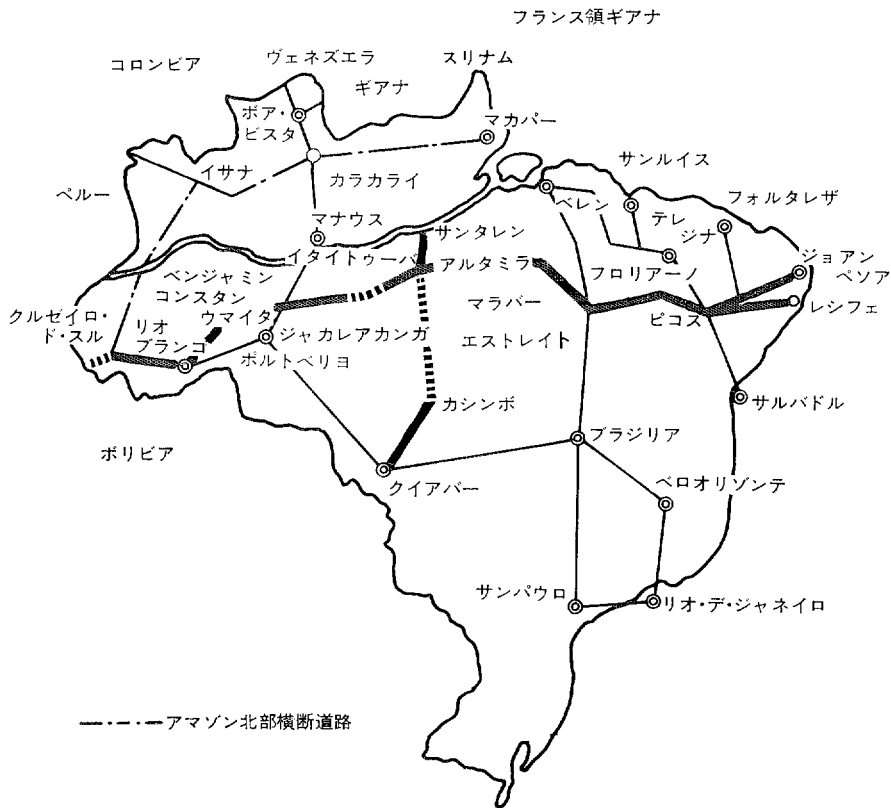 フランス領ギアナ
コロンビア
ヴェネズエラ
スリナム
ギアナ
ボア・
ビスタ
マカパー
イサナ
カラカライ
サンルイス
ペルー
ベレン
テレ
ジナ
フォルタレザ
マナウス
サンタレン
イタイトゥーバ
アルタミラ
フロリアーノ
ジョアン
ペソア
ベンジャミン
コンスタン
マラバー
レシフェ
クルゼイロ・
ド・スル
リオ
ブランゴ
ウマイタ
ジャカレアカンガ
エストレイト
ピコス
ポルトベリヨ
カシンボ
サルバドル
ボリビア
ブラジリア
クイアバー
ベロオリゾンテ
サンパウロ
リオ・デ・ジャネイロ
アマゾン北部横断道路